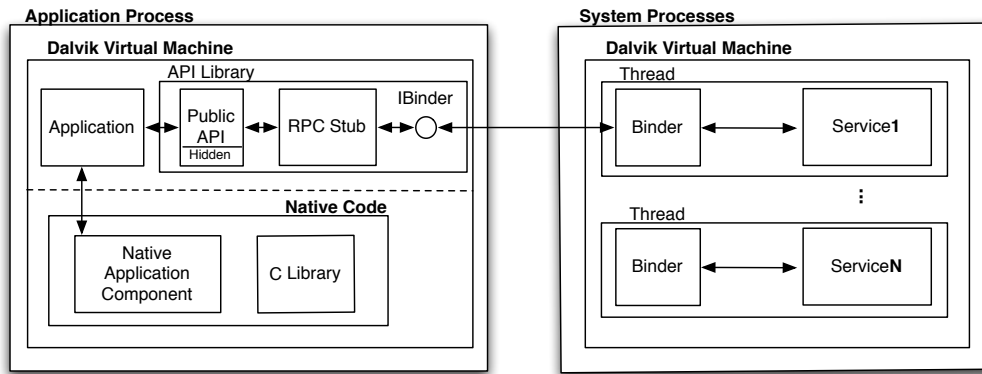 Application Process
Dalvik Virtual Machine
API Library
Application
Public
API
Hidden
RPC Stub
IBinder
Native Code
Native
Application
Component
C Library
System Processes
Dalvik Virtual Machine
Thread
Binder
Service1
...
Thread
Binder
ServiceN